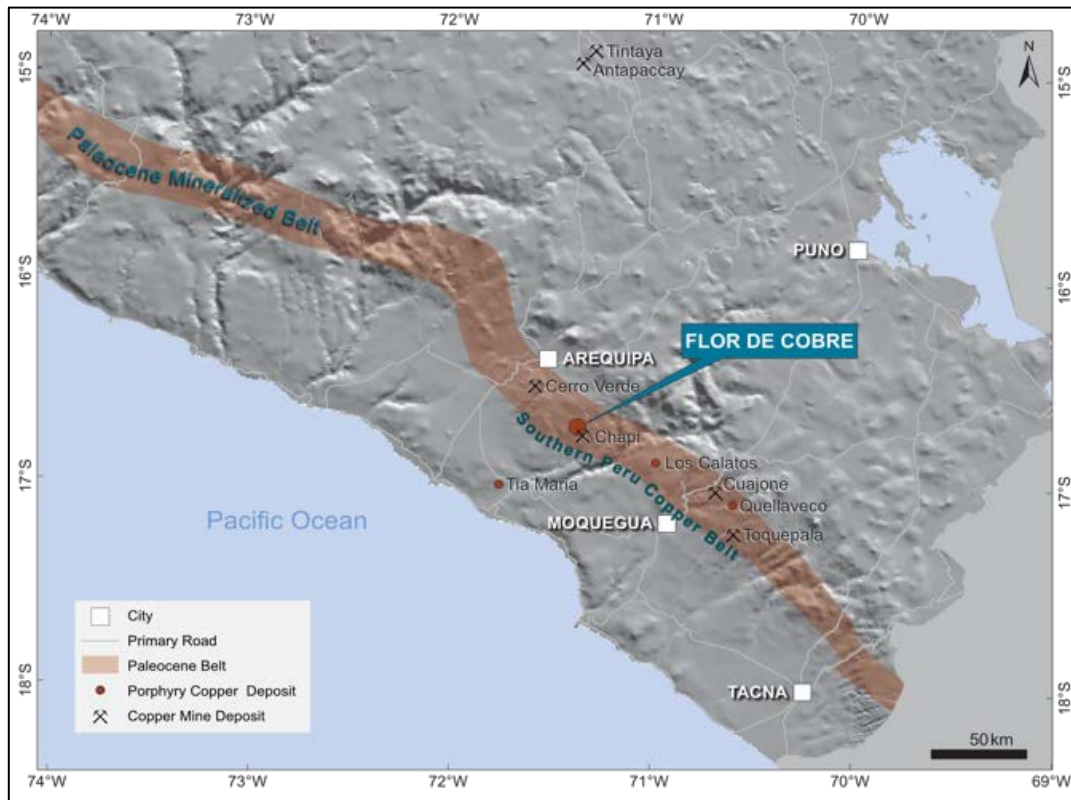 74°W
73°W
72°W
71°W
70°W
N
15°S
15°S
Tintaya
Antapaccay
Paleocene Mineralized Belt
PUNO
16°S
16°S
FLOR DE COBRE
AREQUIPA
Cerro Verde
Chapi
Southern Peru Copper Belt
Los Calatos
17°S
17°S
Tia Maria
Cuajone
Quellaveco
Pacific Ocean
MOQUEGUA
Toquepala
City
Primary Road
Paleocene Belt
Porphyry Copper Deposit
Copper Mine Deposit
18°S
18°S
TACNA
50 km
74°W
73°W
72°W
71°W
70°W
69°W